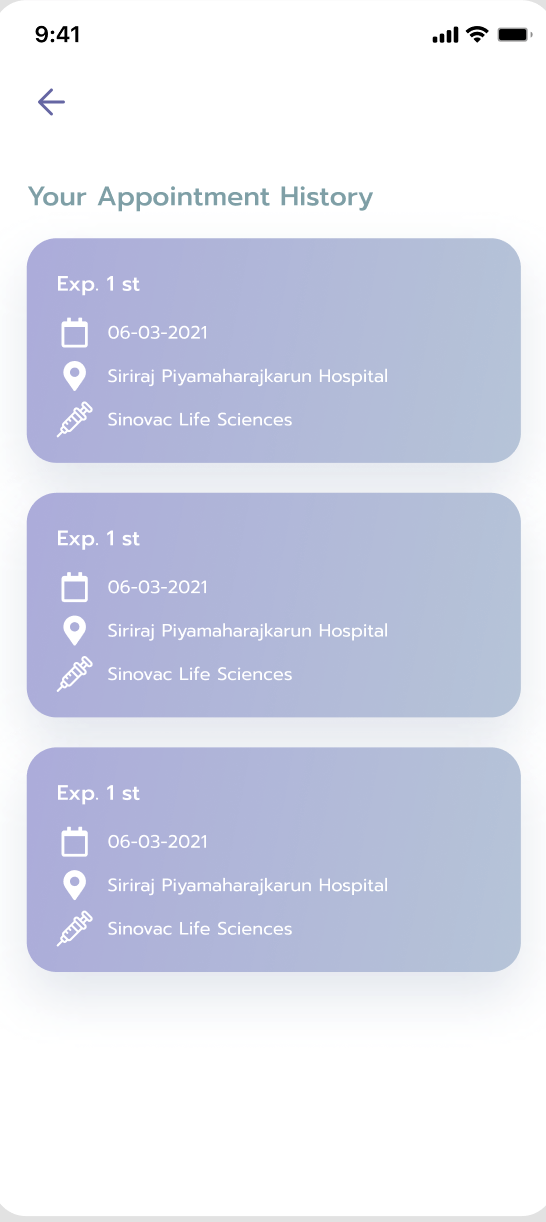 9:41
Your Appointment History
Exp. 1 st
06-03-2021
Siriraj Piyamaharajkarun Hospital
Sinovac Life Sciences
Exp. 1 st
06-03-2021
Siriraj Piyamaharajkarun Hospital
Sinovac Life Sciences
Exp. 1 st
06-03-2021
Siriraj Piyamaharajkarun Hospital
Sinovac Life Sciences